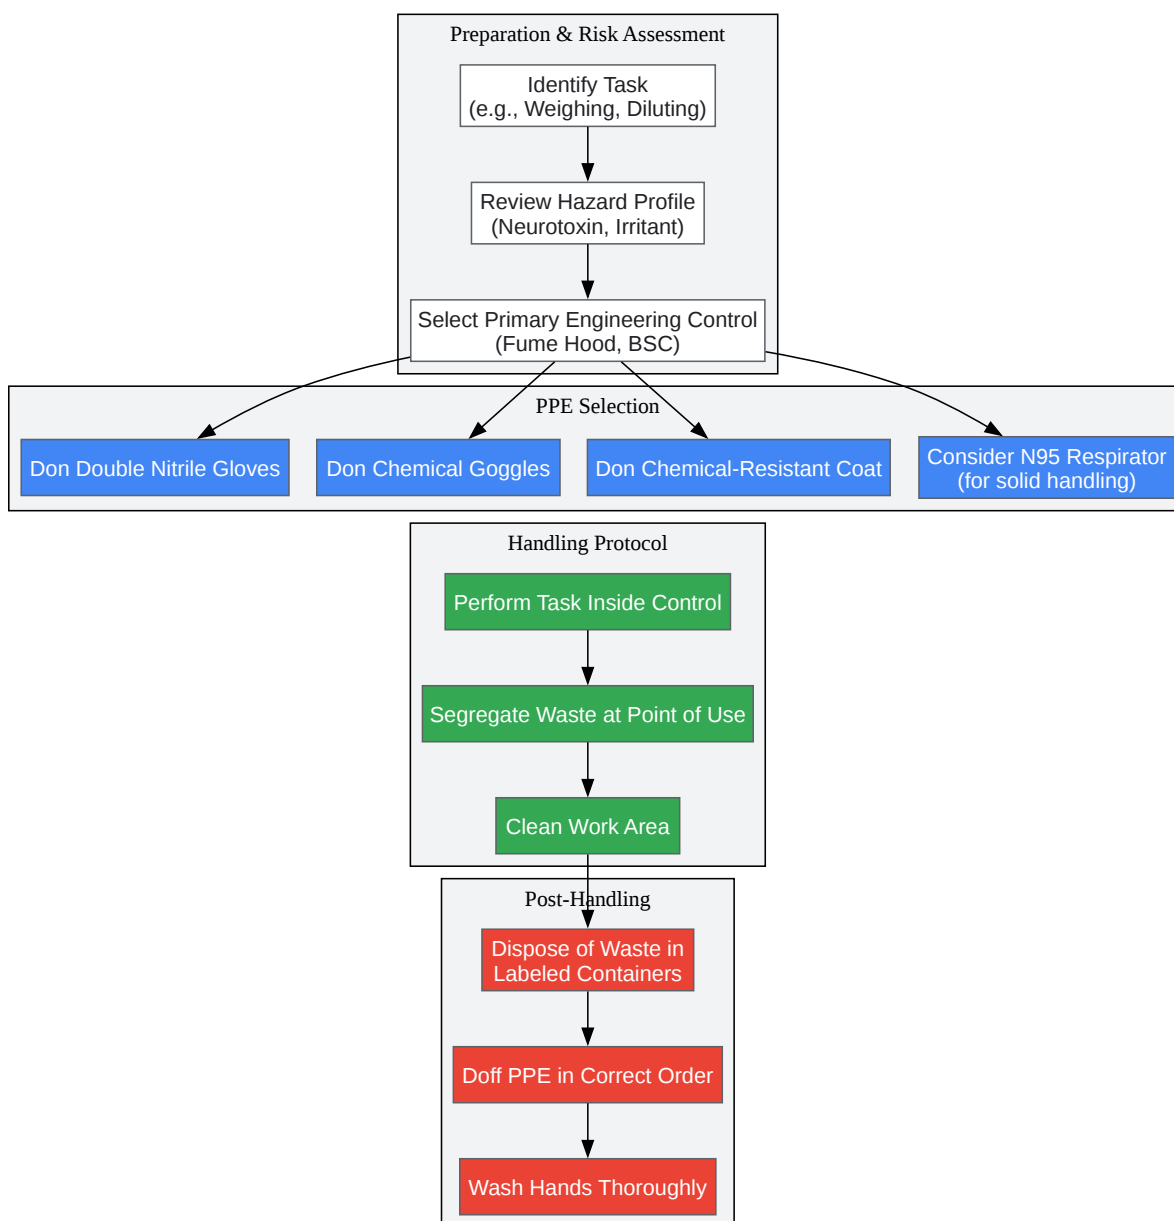 Preparation & Risk Assessment
Identify Task
(e.g., Weighing, Diluting)
Review Hazard Profile
(Neurotoxin, Irritant)
Select Primary Engineering Control
(Fume Hood, BSC)
PPE Selection
Don Double Nitrile Gloves
Don Chemical Goggles
Don Chemical-Resistant Coat
Consider N95 Respirator
(for solid handling)
Handling Protocol
Perform Task Inside Control
Segregate Waste at Point of Use
Clean Work Area
Post-Handling
Dispose of Waste in
Labeled Containers
Doff PPE in Correct Order
Wash Hands Thoroughly